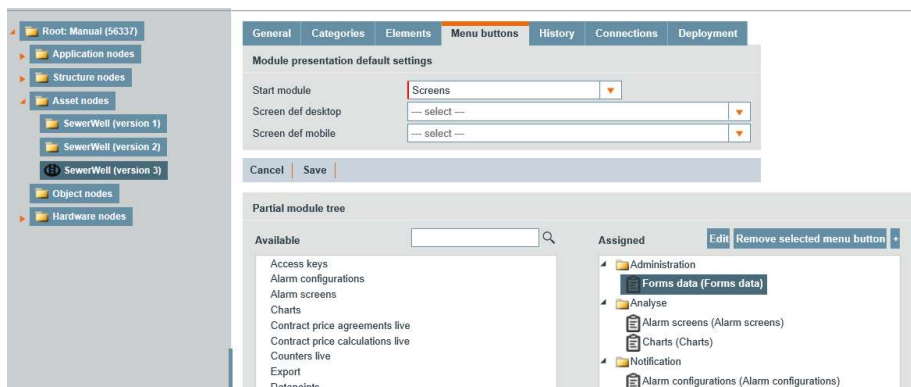 Root: Manual (56337)
Application nodes
Structure nodes
Asset nodes
SewerWell (version 1)
SewerWell (version 2)
SewerWell (version 3)
Object nodes
Hardware nodes
General Categories Elements Menu buttons History Connections Deployment
Module presentation default settings
Start module Screens
Screen def desktop --- select ---
Screen def mobile --- select ---
Cancel Save
Partial module tree
Available
Access keys
Alarm configurations
Alarm screens
Charts
Contract price agreements live
Contract price calculations live
Counters live
Export
Datapoints
Assigned Edit Remove selected menu button +
Administration
Forms data (Forms data)
Analyse
Alarm screens (Alarm screens)
Charts (Charts)
Notification
Alarm configurations (Alarm configurations)